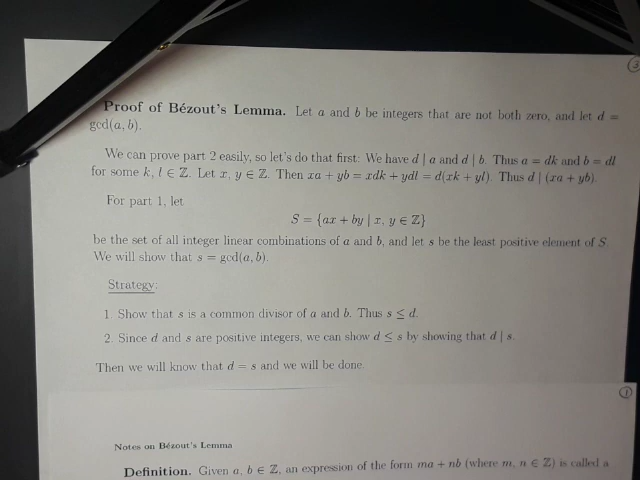 ③
Proof of Bézout's Lemma. Let a and b be integers that are not both zero, and let d =
gcd(a, b).
We can prove part 2 easily, so let's do that first: We have d | a and d | b. Thus a = dk and b = dl
for some k, l ∈ ℤ. Let x, y ∈ ℤ. Then xa + yb = xdk + ydl = d(xk + yl). Thus d | (xa + yb).
For part 1, let
S = {ax + by | x, y ∈ ℤ}
be the set of all integer linear combinations of a and b, and let s be the least positive element of S.
We will show that s = gcd(a, b).
Strategy:
1. Show that s is a common divisor of a and b. Thus s ≤ d.
2. Since d and s are positive integers, we can show d ≤ s by showing that d | s.
Then we will know that d = s and we will be done.
①
Notes on Bézout's Lemma
Definition. Given a, b ∈ ℤ, an expression of the form ma + nb (where m, n ∈ ℤ) is called a